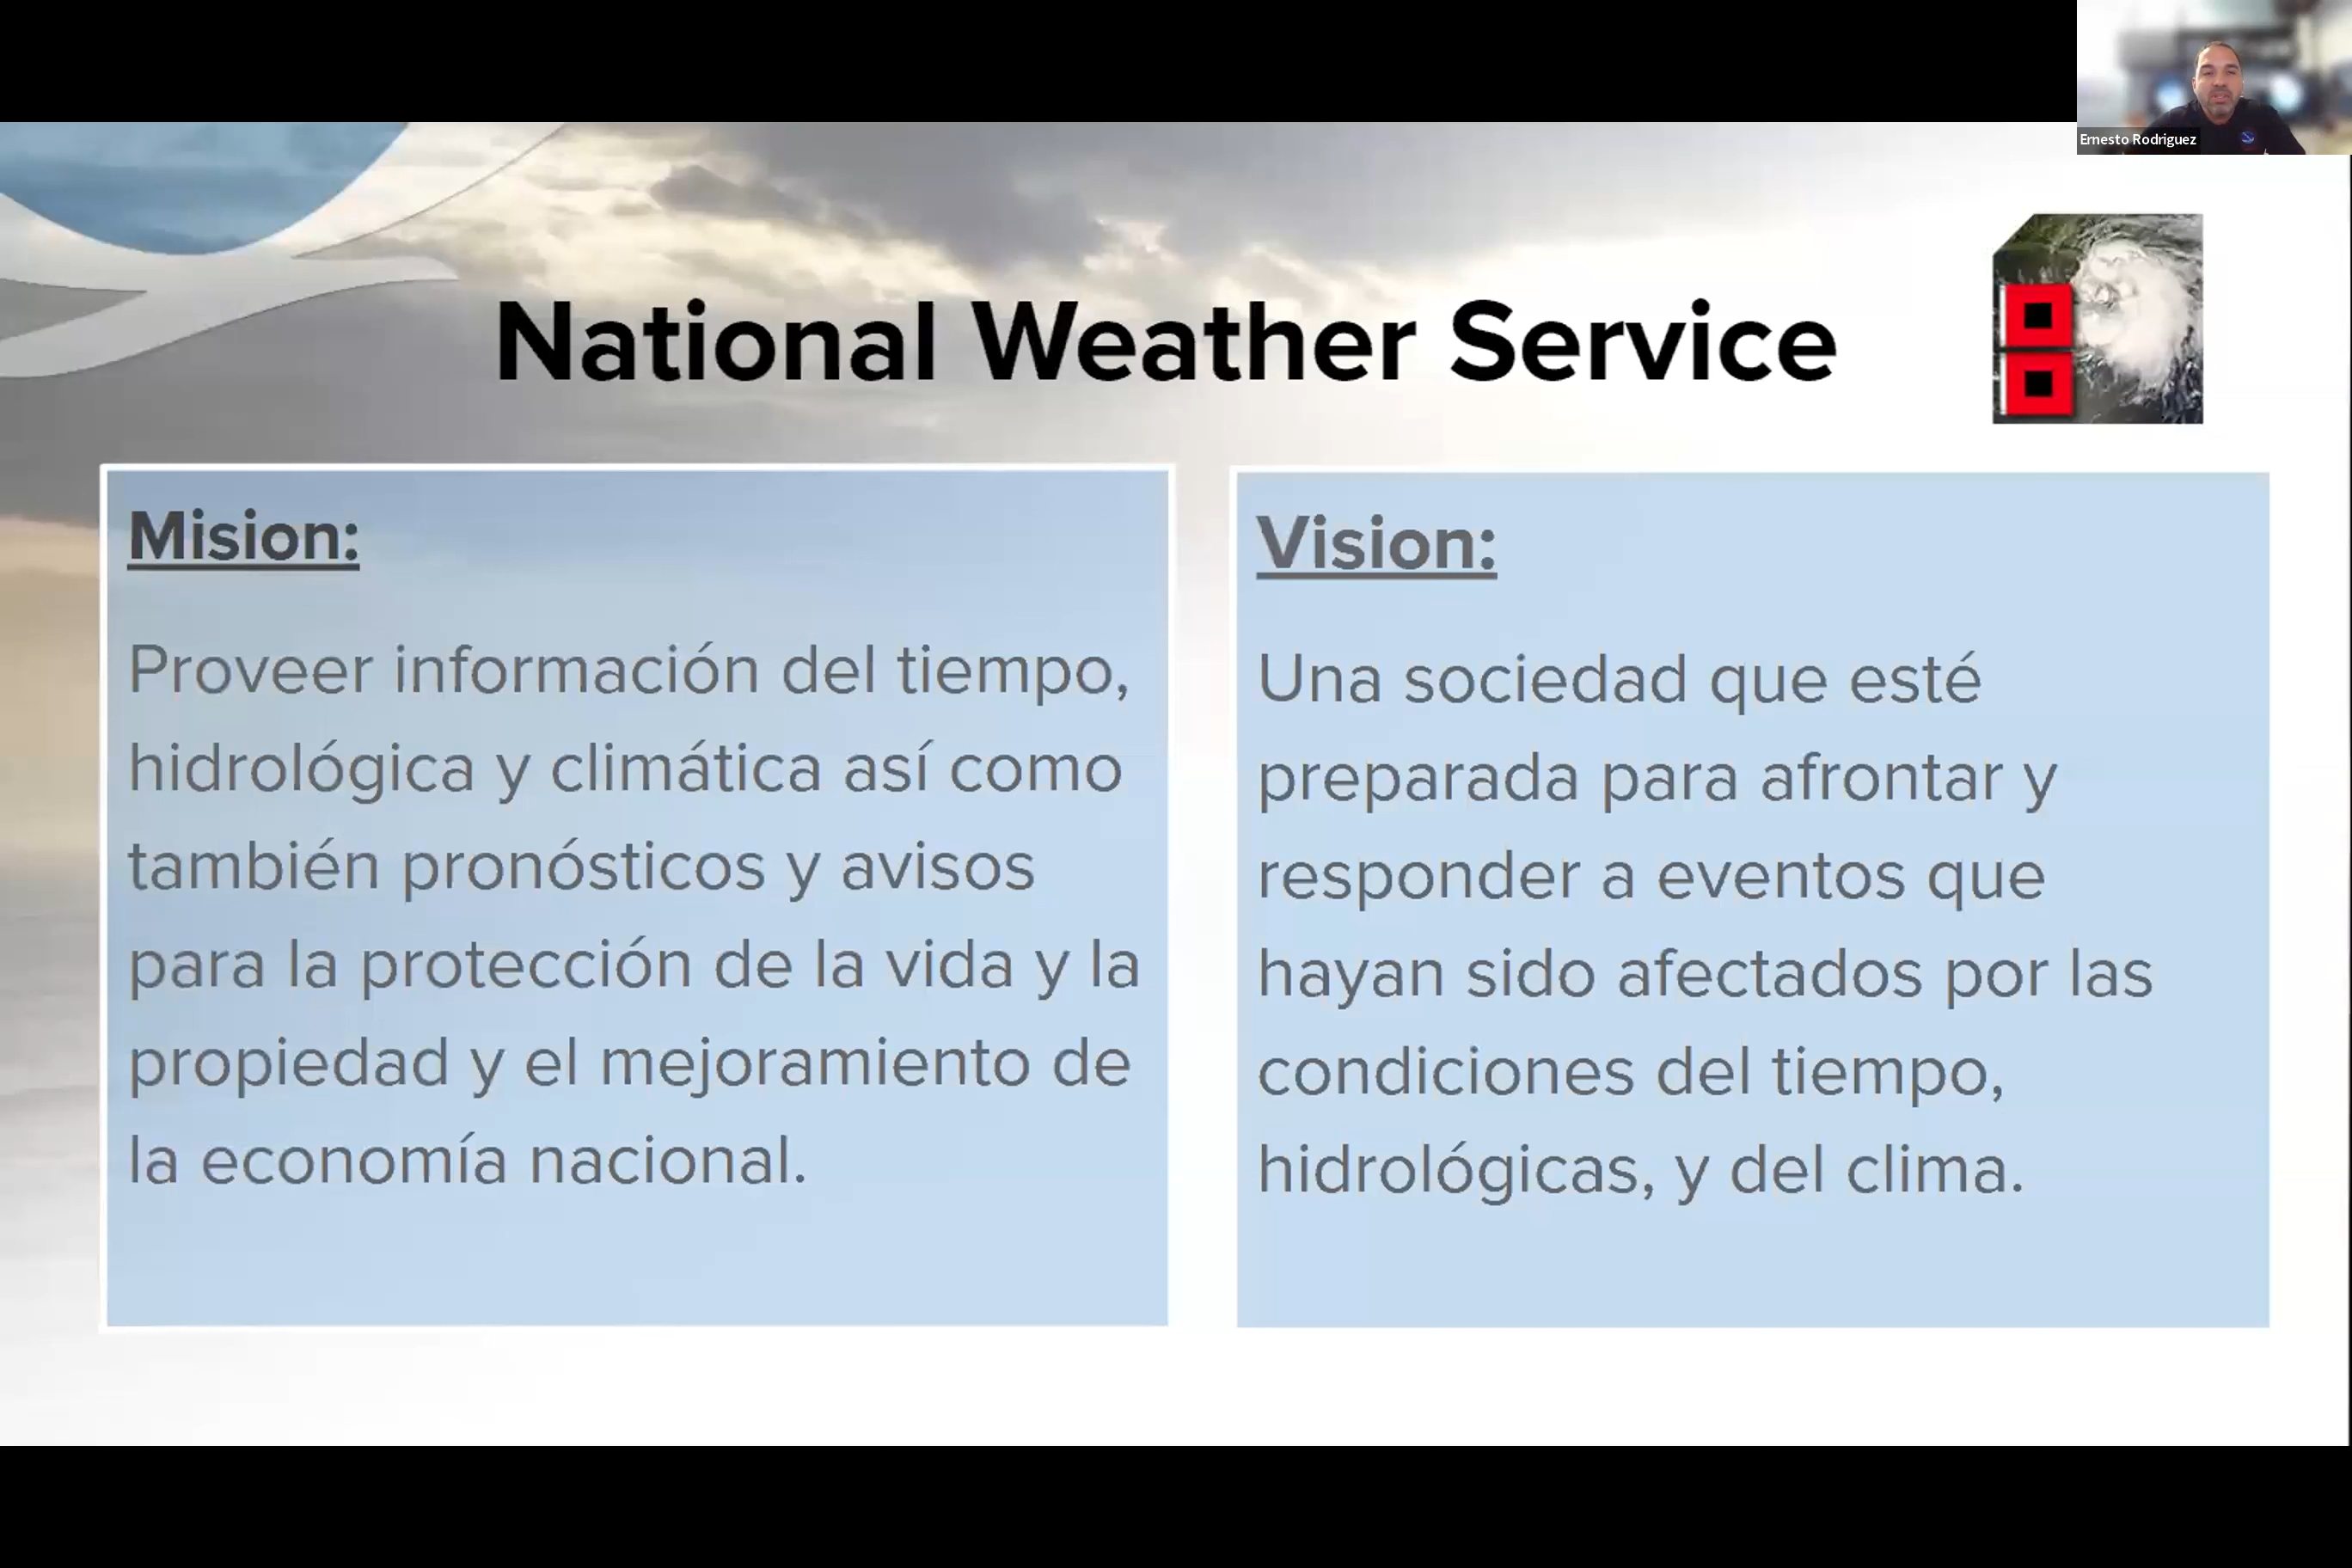 Ernesto Rodriguez
National Weather Service
Mision:
Proveer información del tiempo,
hidrológica y climática así como
también pronósticos y avisos
para la protección de la vida y la
propiedad y el mejoramiento de
la economía nacional.
Vision:
Una sociedad que esté
preparada para afrontar y
responder a eventos que
hayan sido afectados por las
condiciones del tiempo,
hidrológicas, y del clima.